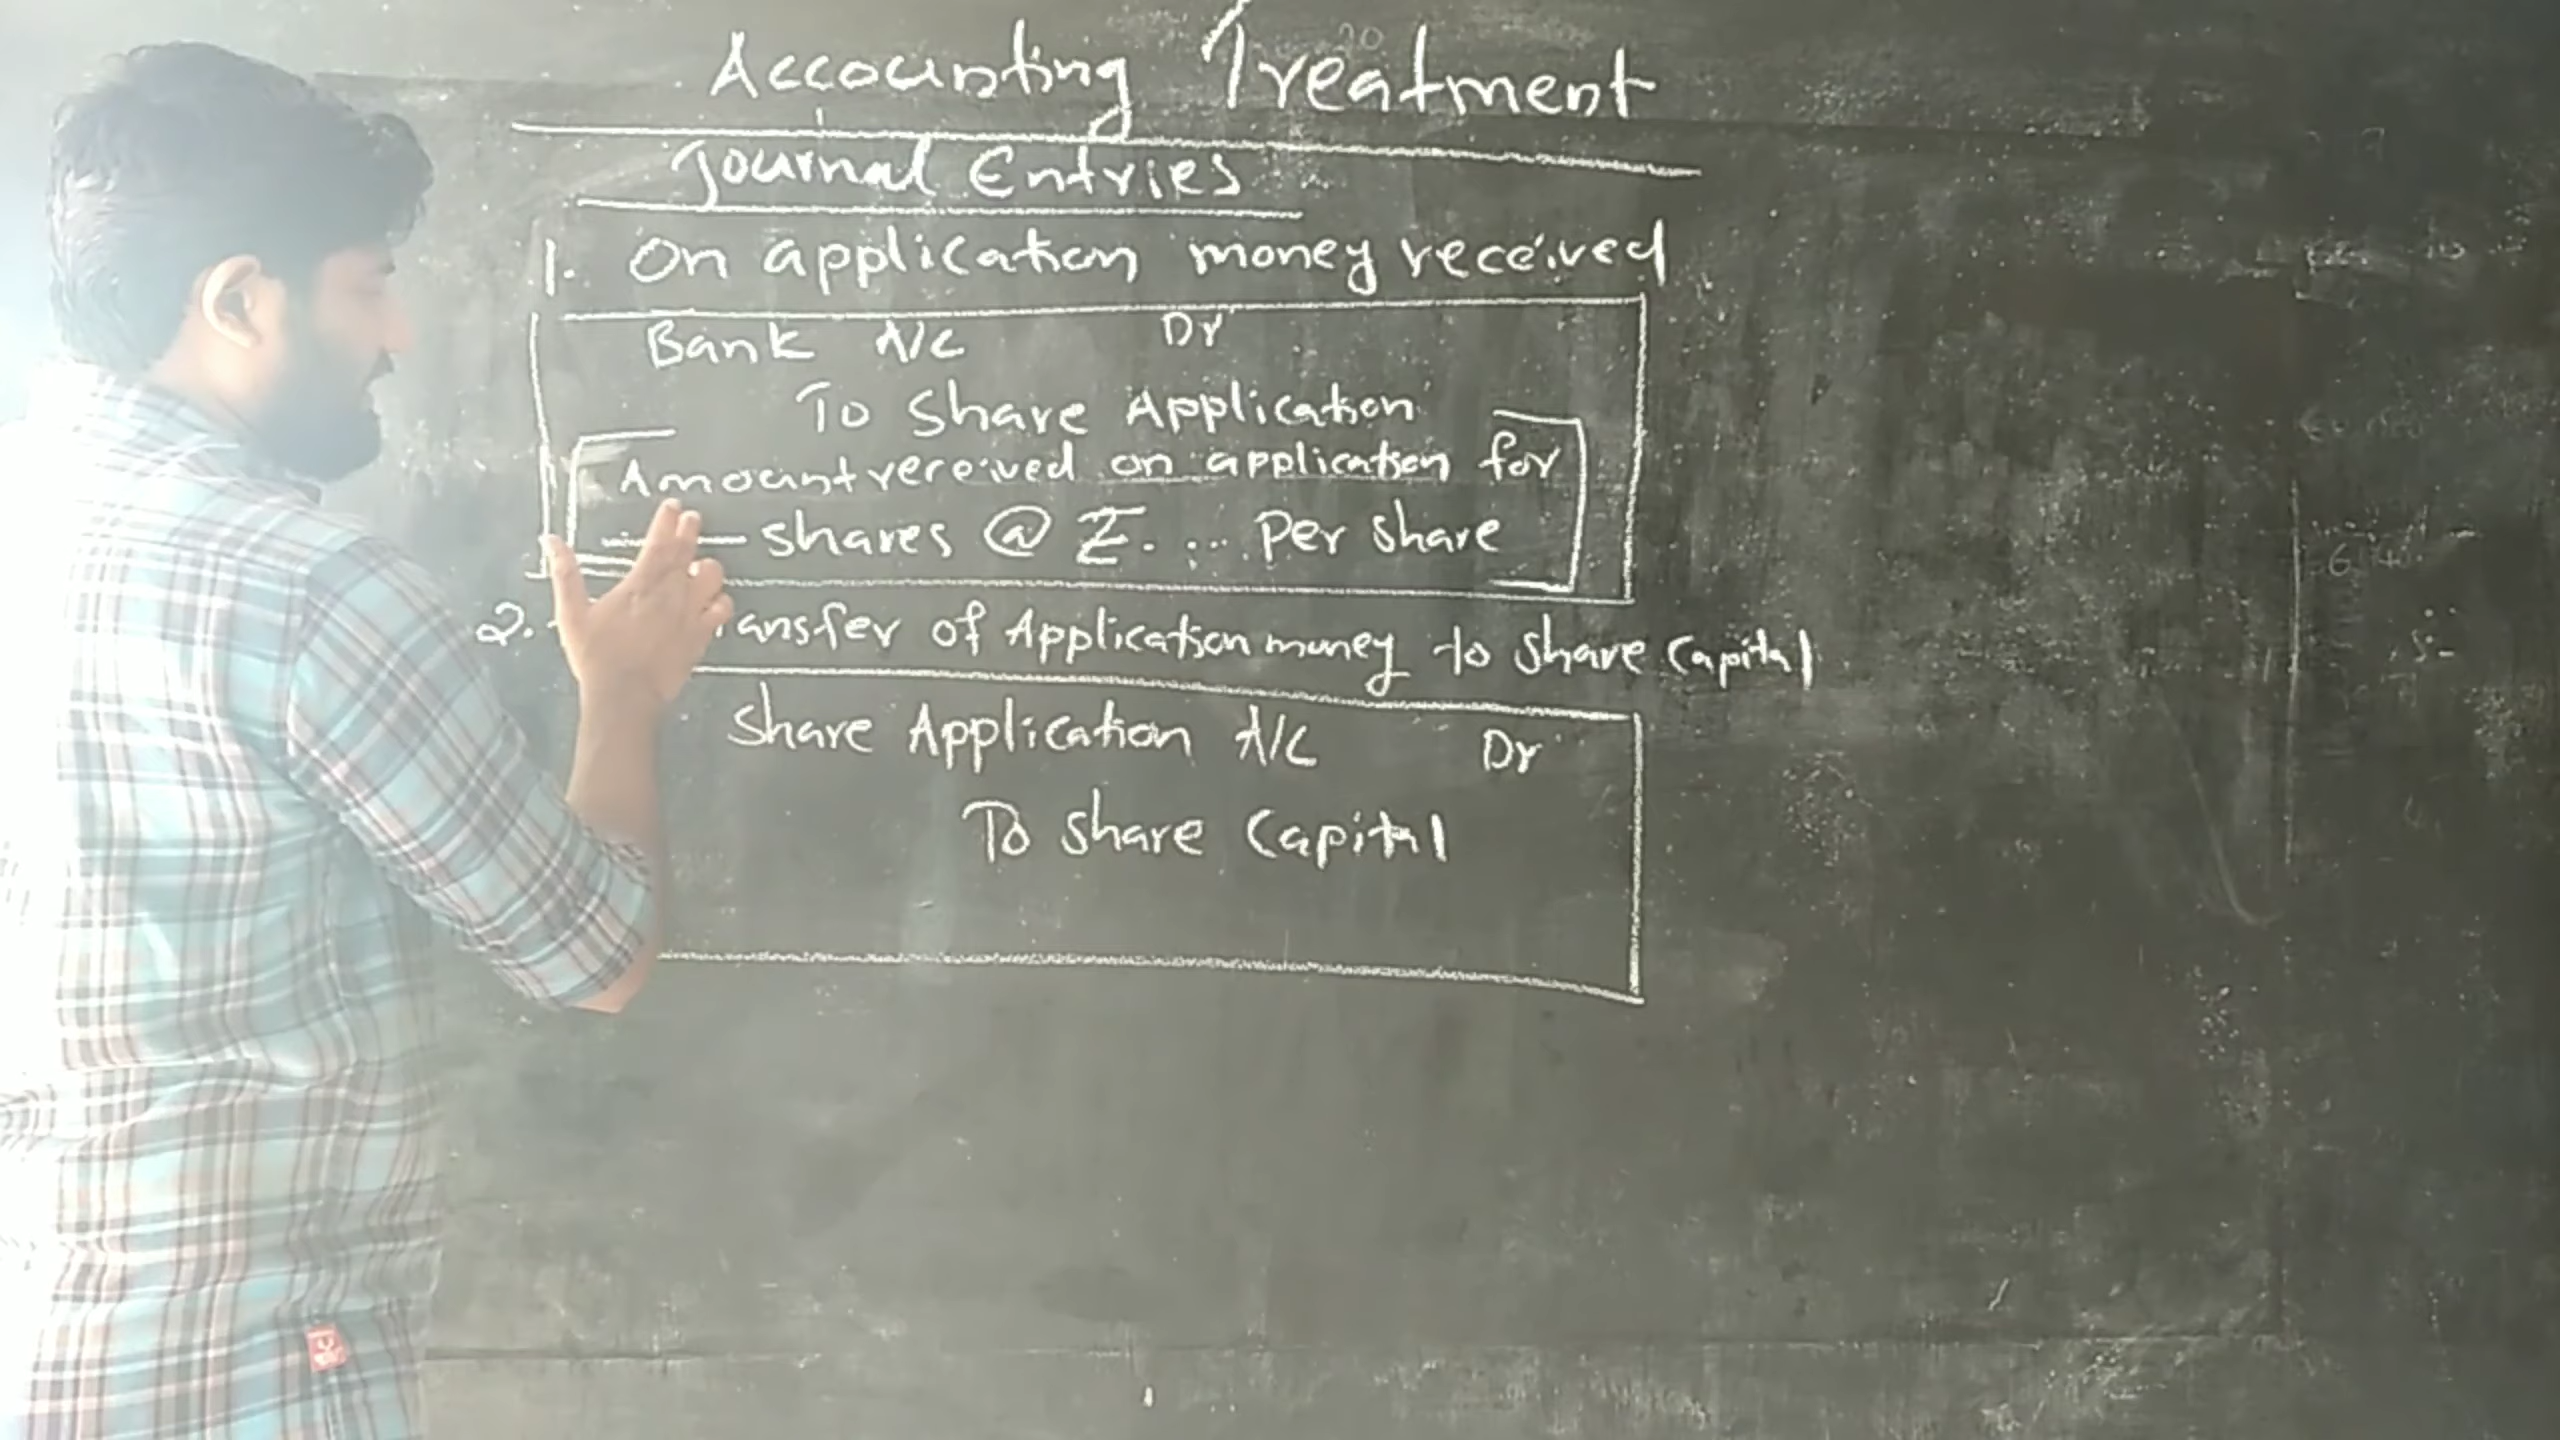 Accounting Treatment
Journal Entries
1. On application money received
Bank A/C Dr
To Share Application
Amount received on application for
shares @ ₹. ... Per share
2. ansfer of Application money to Share Capital
Share Application A/C Dr
To Share Capital